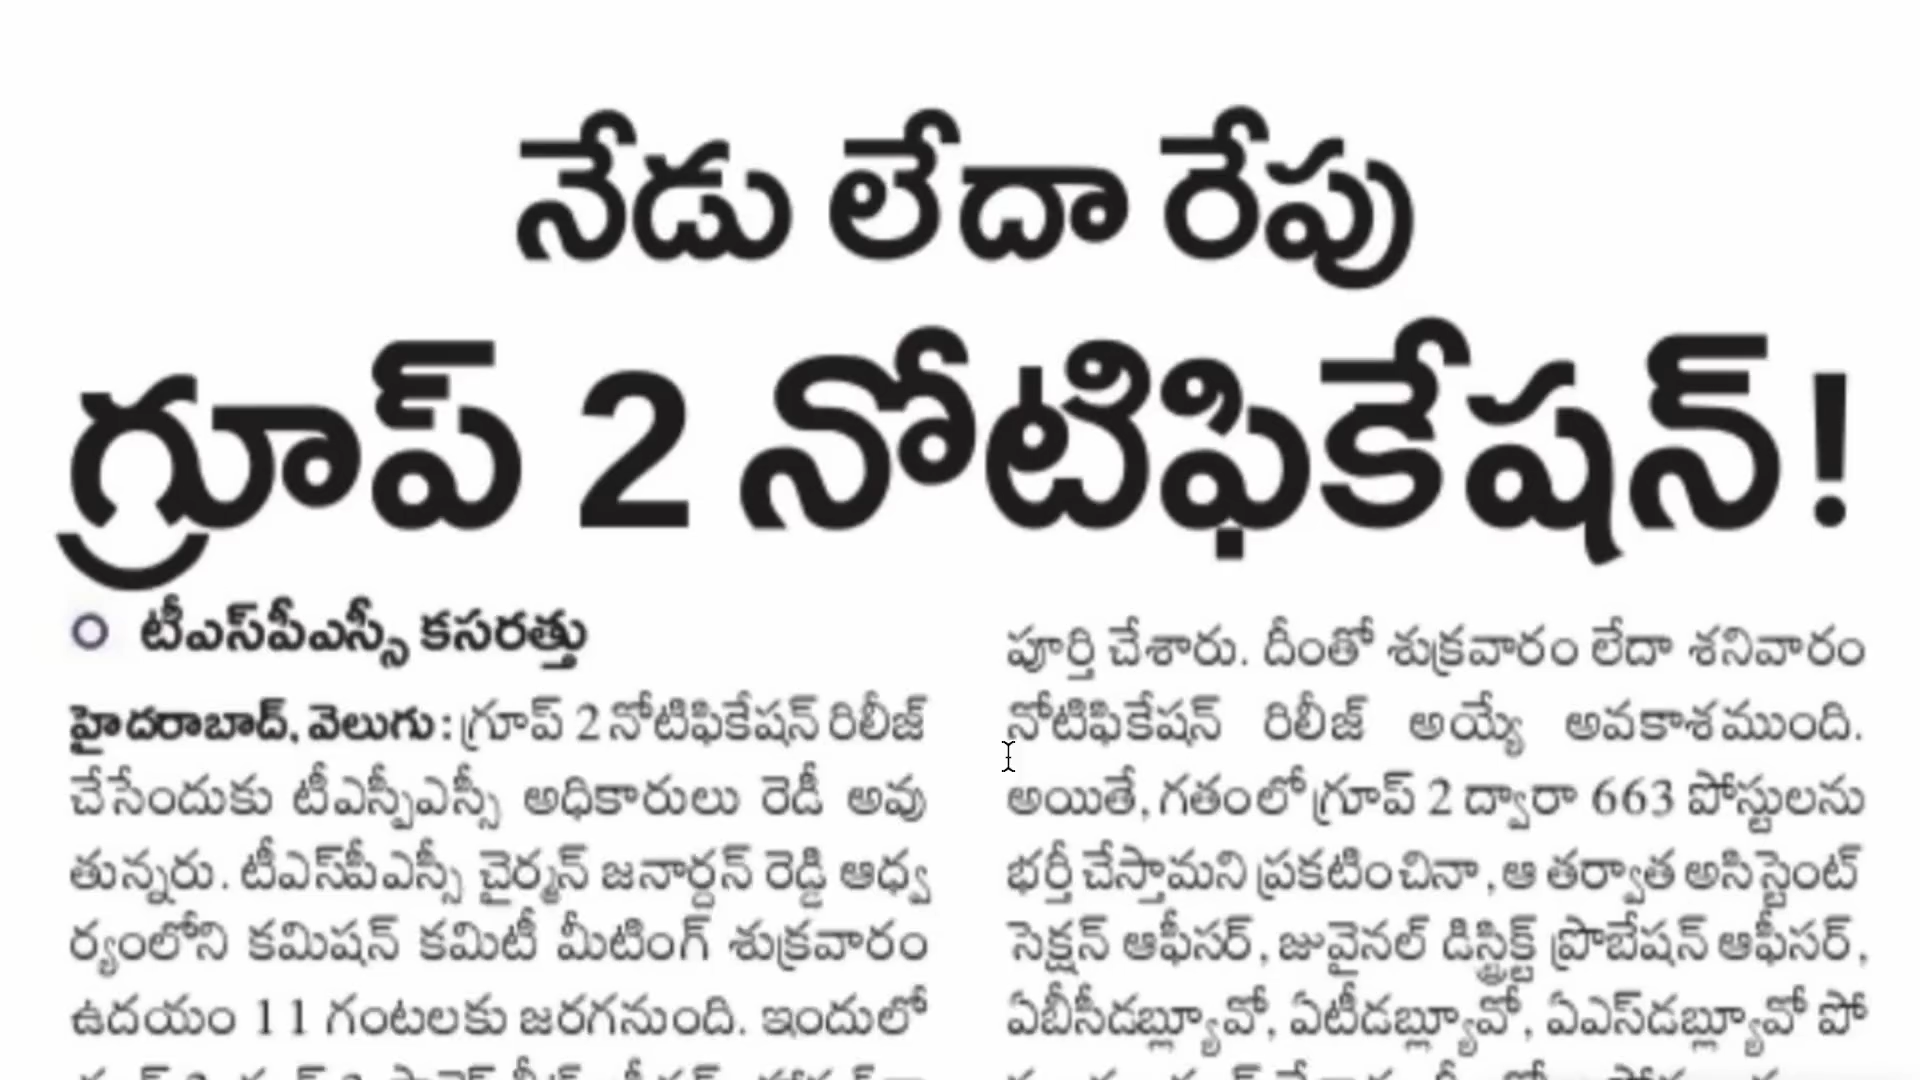 నేడు లేదా రేపు
గ్రూప్ 2 నోటిఫికేషన్!
టీఎస్‌పీఎస్సీ కసరత్తు
హైదరాబాద్, వెలుగు: గ్రూప్ 2 నోటిఫికేషన్ రిలీజ్
చేసేందుకు టీఎస్పీఎస్సీ అధికారులు రెడీ అవు
తున్నరు. టీఎస్‌పీఎస్సీ చైర్మన్ జనార్దన్ రెడ్డి ఆధ్వ
ర్యంలోని కమిషన్ కమిటీ మీటింగ్ శుక్రవారం
ఉదయం 11 గంటలకు జరగనుంది. ఇందులో
పూర్తి చేశారు. దీంతో శుక్రవారం లేదా శనివారం
నోటిఫికేషన్ రిలీజ్ అయ్యే అవకాశముంది.
అయితే, గతంలో గ్రూప్ 2 ద్వారా 663 పోస్టులను
భర్తీ చేస్తామని ప్రకటించినా, ఆ తర్వాత అసిస్టెంట్
సెక్షన్ ఆఫీసర్, జువైనల్ డిస్ట్రిక్ట్ ప్రొబేషన్ ఆఫీసర్,
ఏబీసీడబ్ల్యూవో, ఏటీడబ్ల్యూవో, ఏఎస్‌డబ్ల్యూవో పో